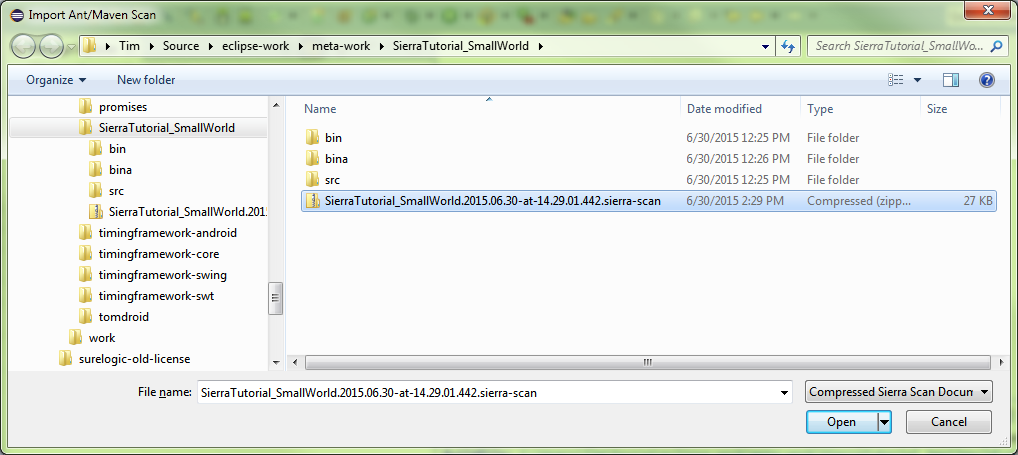 Import Ant/Maven Scan
Tim Source eclipse-work meta-work SierraTutorial_SmallWorld
Search SierraTutorial_SmallWo...
Organize New folder
promises
SierraTutorial_SmallWorld
bin
bina
src
SierraTutorial_SmallWorld.201
timingframework-android
timingframework-core
timingframework-swing
timingframework-swt
tomdroid
work
surelogic-old-license
Name Date modified Type Size
bin 6/30/2015 12:25 PM File folder
bina 6/30/2015 12:26 PM File folder
src 6/30/2015 12:25 PM File folder
SierraTutorial_SmallWorld.2015.06.30-at-14.29.01.442.sierra-scan 6/30/2015 2:29 PM Compressed (zipp... 27 KB
File name: SierraTutorial_SmallWorld.2015.06.30-at-14.29.01.442.sierra-scan Compressed Sierra Scan Docum
Open Cancel